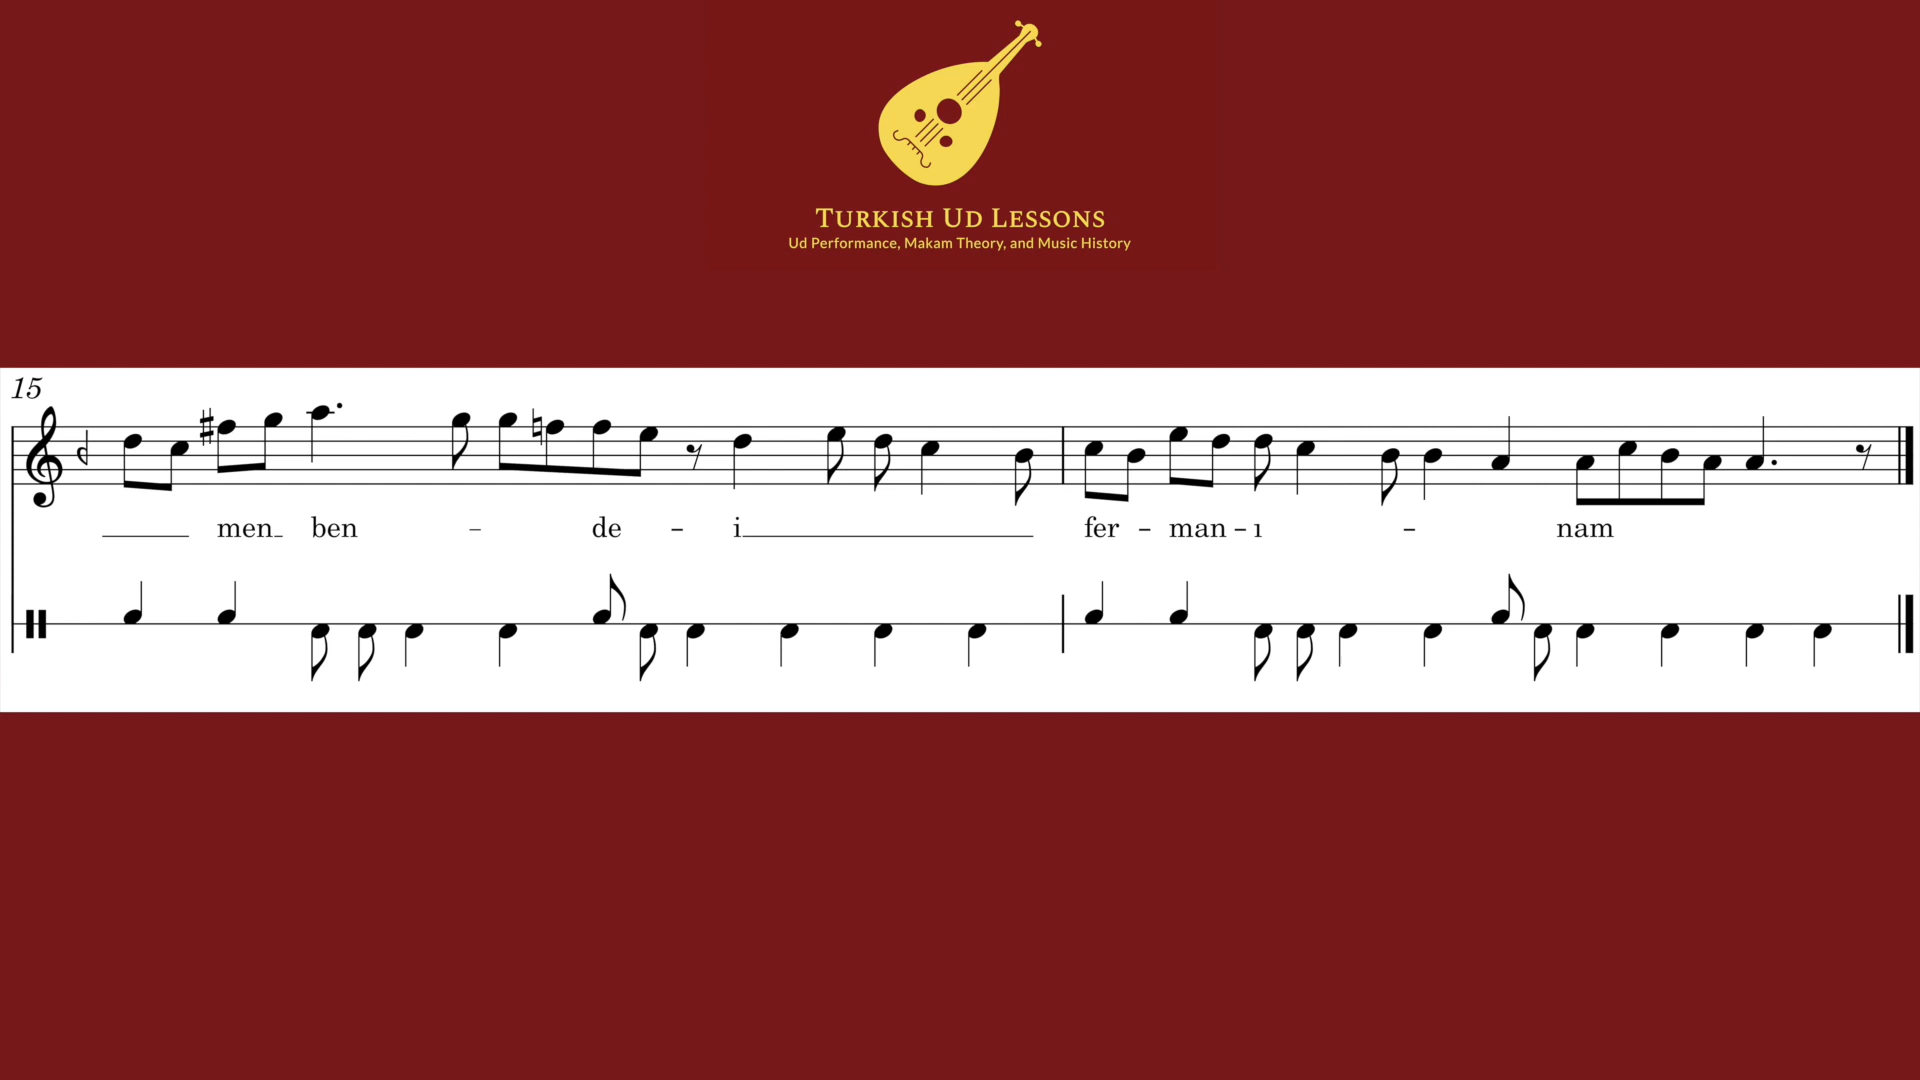 TURKISH UD LESSONS
Ud Performance, Makam Theory, and Music History
15
men ben - de - i fer - man - ı - nam